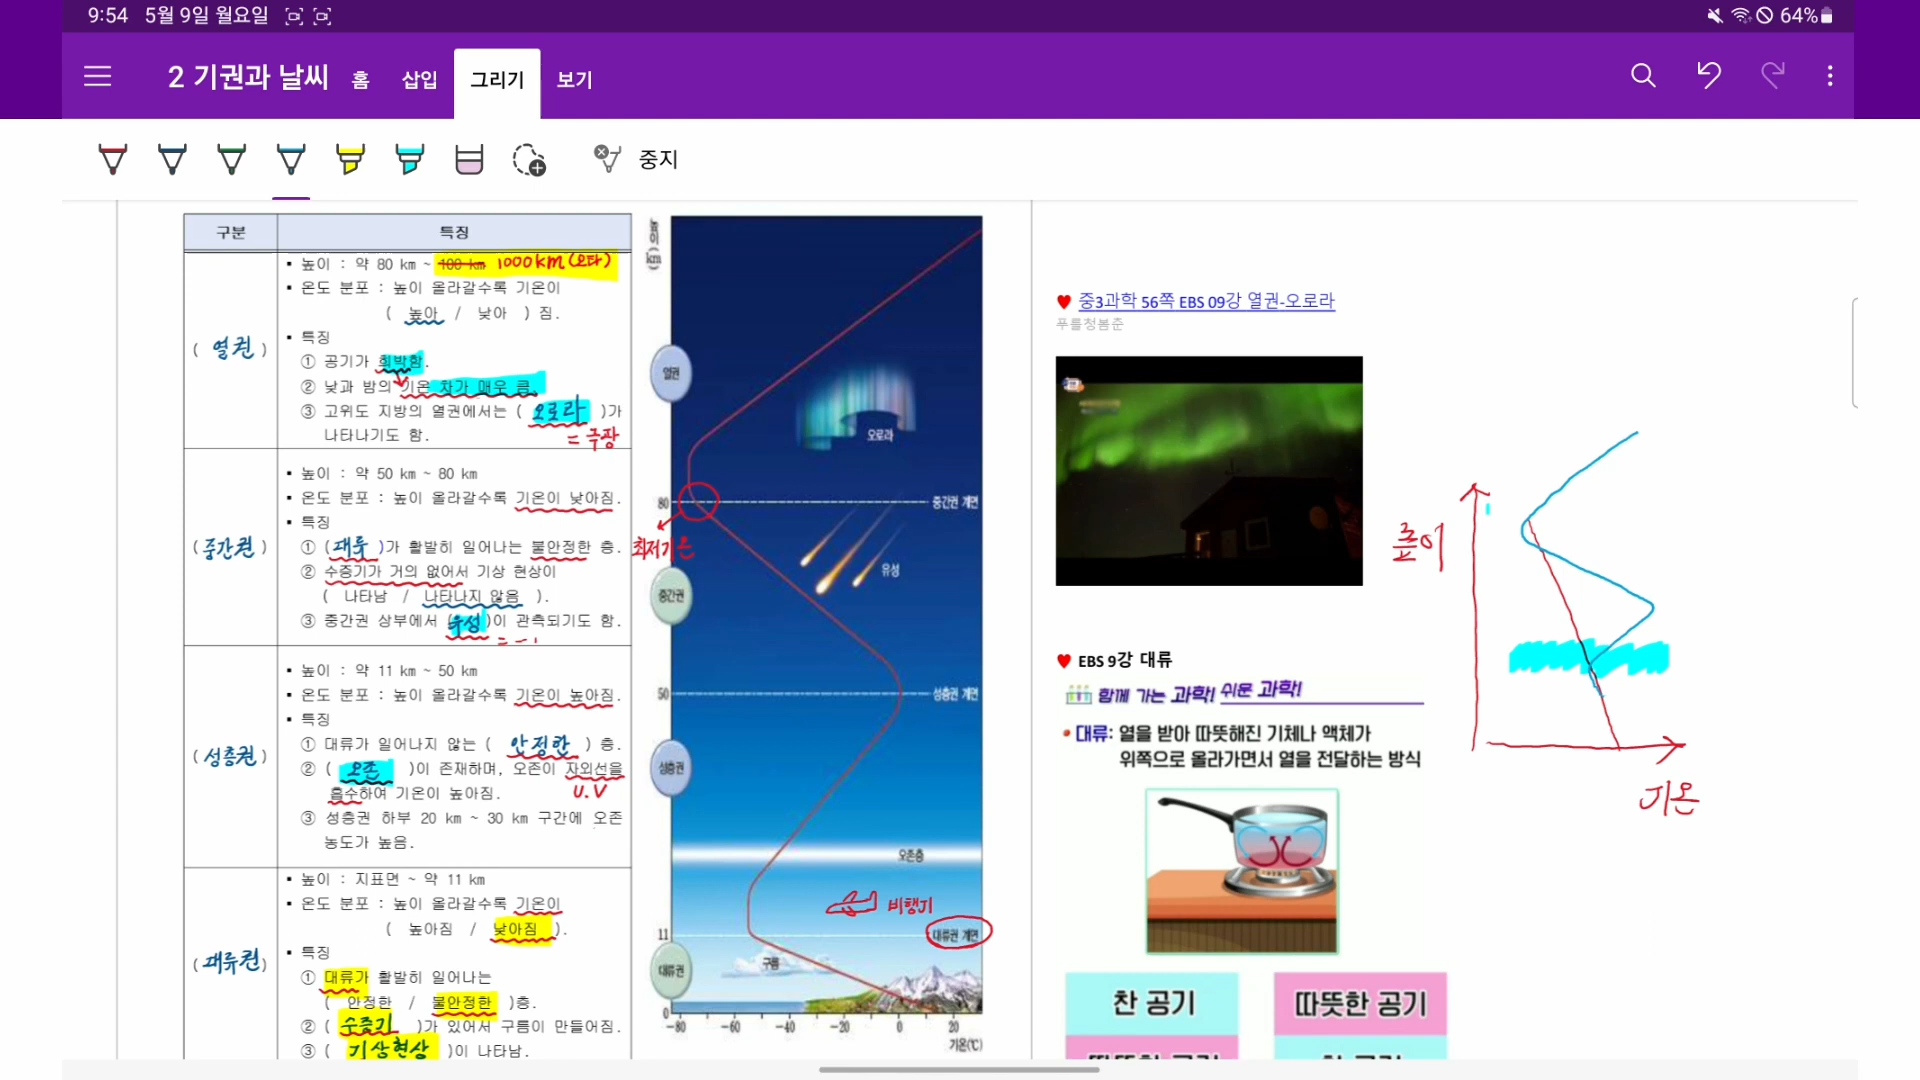 9:54 5월 9일 월요일
64%
2 기권과 날씨 홈 삽입 그리기 보기
중지
구분 특징
( 열권 )
▪ 높이 : 약 80 km ~ 100 km 1000km (오타)
▪ 온도 분포 : 높이 올라갈수록 기온이
( 높아 / 낮아 ) 짐.
▪ 특징
① 공기가 희박함.
② 낮과 밤의 기온 차가 매우 큼.
③ 고위도 지방의 열권에서는 ( 오로라 )가
= 극광
나타나기도 함.
( 중간권 )
▪ 높이 : 약 50 km ~ 80 km
▪ 온도 분포 : 높이 올라갈수록 기온이 낮아짐.
▪ 특징
① ( 대류 )가 활발히 일어나는 불안정한 층.
② 수증기가 거의 없어서 기상 현상이
( 나타남 / 나타나지 않음 ).
③ 중간권 상부에서 (유성)이 관측되기도 함.
( 성층권 )
▪ 높이 : 약 11 km ~ 50 km
▪ 온도 분포 : 높이 올라갈수록 기온이 높아짐.
▪ 특징
① 대류가 일어나지 않는 ( 안정한 ) 층.
② ( 오존 )이 존재하며, 오존이 자외선을
U.V
흡수하여 기온이 높아짐.
③ 성층권 하부 20 km ~ 30 km 구간에 오존
농도가 높음.
( 대류권 )
▪ 높이 : 지표면 ~ 약 11 km
▪ 온도 분포 : 높이 올라갈수록 기온이
( 높아짐 / 낮아짐 ).
▪ 특징
① 대류가 활발히 일어나는
( 안정한 / 불안정한 )층.
② ( 수증기 )가 있어서 구름이 만들어짐.
③ ( 기상현상 )이 나타남.
높이(km)
열권
오로라
80
중간권 계면
최저기온
유성
중간권
50
성층권 계면
성층권
오존층
비행기
11
대류권 계면
대류권
구름
0
-80 -60 -40 -20 0 20
기온(℃)
♥ 중3과학 56쪽 EBS 09강 열권-오로라
푸를청봄춘
높이
기온
♥ EBS 9강 대류
함께 가는 과학! 쉬운 과학!
• 대류: 열을 받아 따뜻해진 기체나 액체가
위쪽으로 올라가면서 열을 전달하는 방식
찬 공기 따뜻한 공기
따뜻한 공기 찬 공기